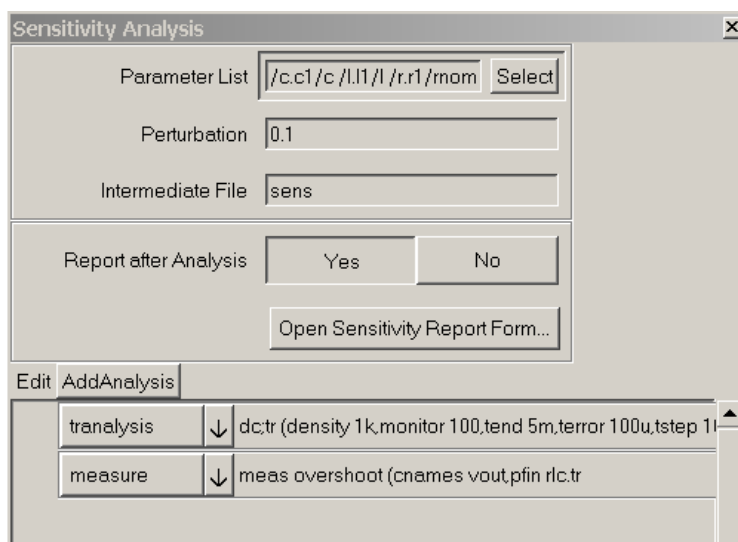 Sensitivity Analysis
Parameter List /c.c1/c /l.l1/l /r.r1/rnom Select
Perturbation 0.1
Intermediate File sens
Report after Analysis Yes No
Open Sensitivity Report Form...
Edit AddAnalysis
tranalysis dc;tr (density 1k,monitor 100,tend 5m,terror 100u,tstep
measure meas overshoot (cnames vout,pfin rlc.tr